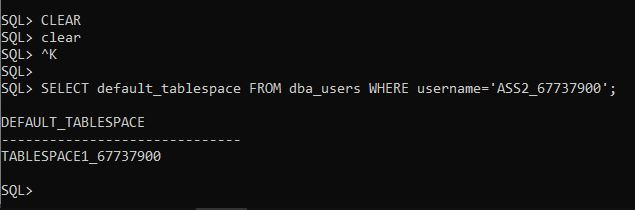 SQL> CLEAR
SQL> clear
SQL> ^K
SQL>
SQL> SELECT default_tablespace FROM dba_users WHERE username='ASS2_67737900';
DEFAULT_TABLESPACE
------------------------------
TABLESPACE1_67737900
SQL>